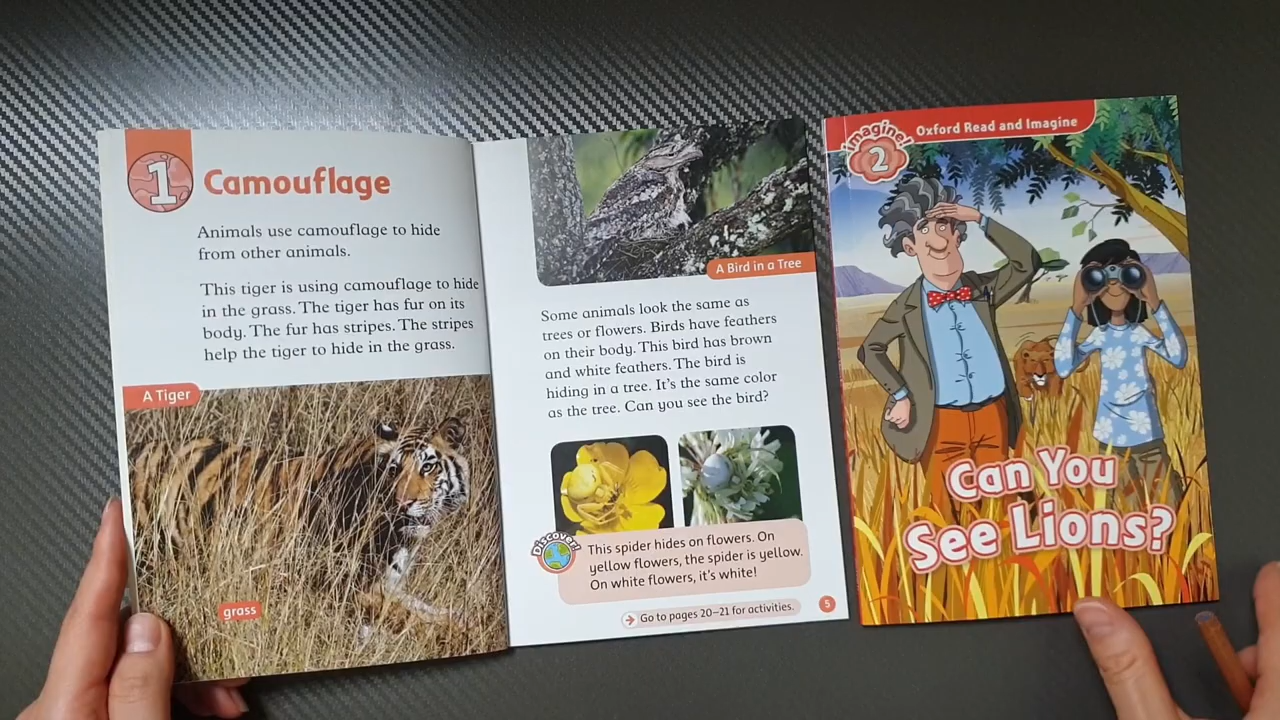 1
Camouflage
Animals use camouflage to hide
from other animals.
This tiger is using camouflage to hide
in the grass. The tiger has fur on its
body. The fur has stripes. The stripes
help the tiger to hide in the grass.
A Tiger
grass
A Bird in a Tree
Some animals look the same as
trees or flowers. Birds have feathers
on their body. This bird has brown
and white feathers. The bird is
hiding in a tree. It's the same color
as the tree. Can you see the bird?
Discover!
This spider hides on flowers. On
yellow flowers, the spider is yellow.
On white flowers, it's white!
Go to pages 20–21 for activities.
5
imagine!
2
Oxford Read and Imagine
Can You
See Lions?